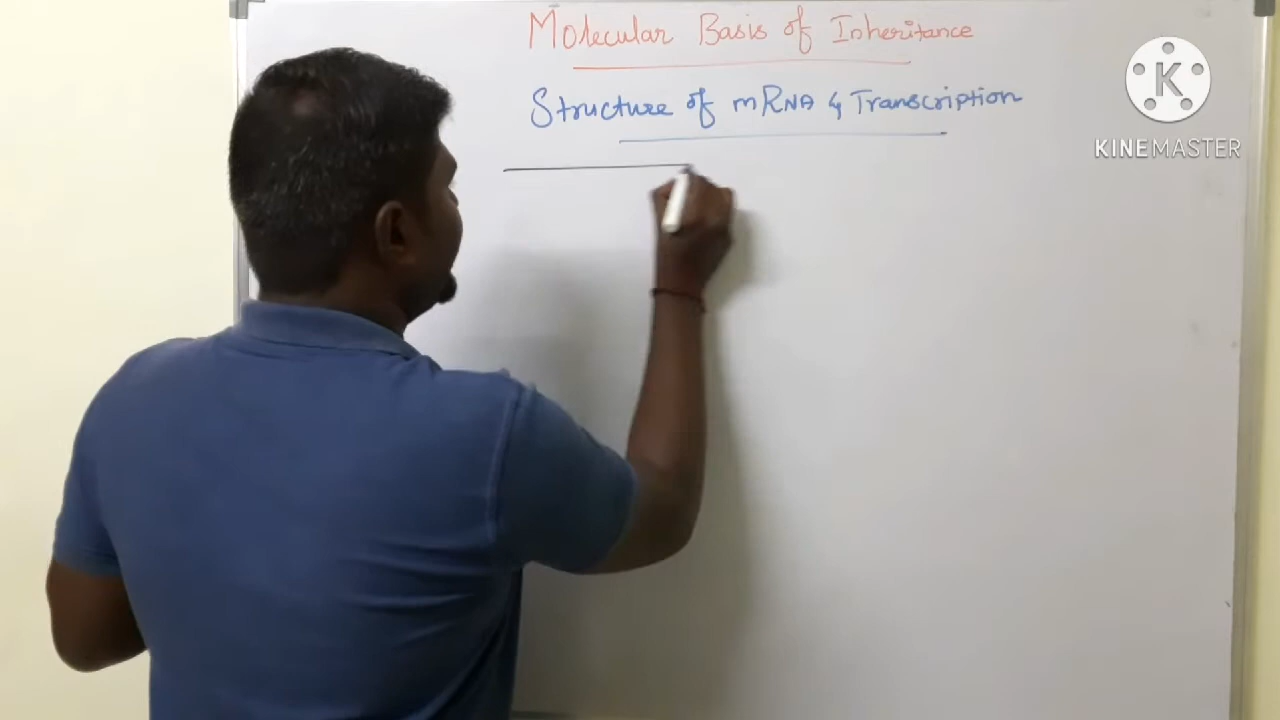 Molecular Basis of Inheritance
Structure of mRNA & Transcription
K
KINEMASTER